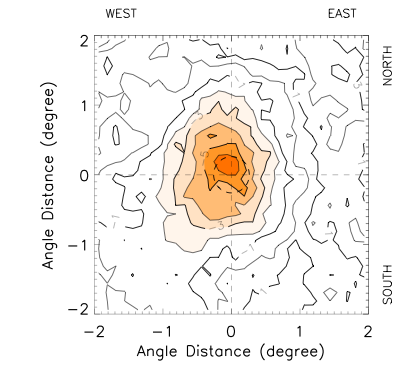 WEST EAST
2
1
0
−1
−2
−2 −1 0 1 2
Angle Distance (degree)
Angle Distance (degree)
NORTH
SOUTH